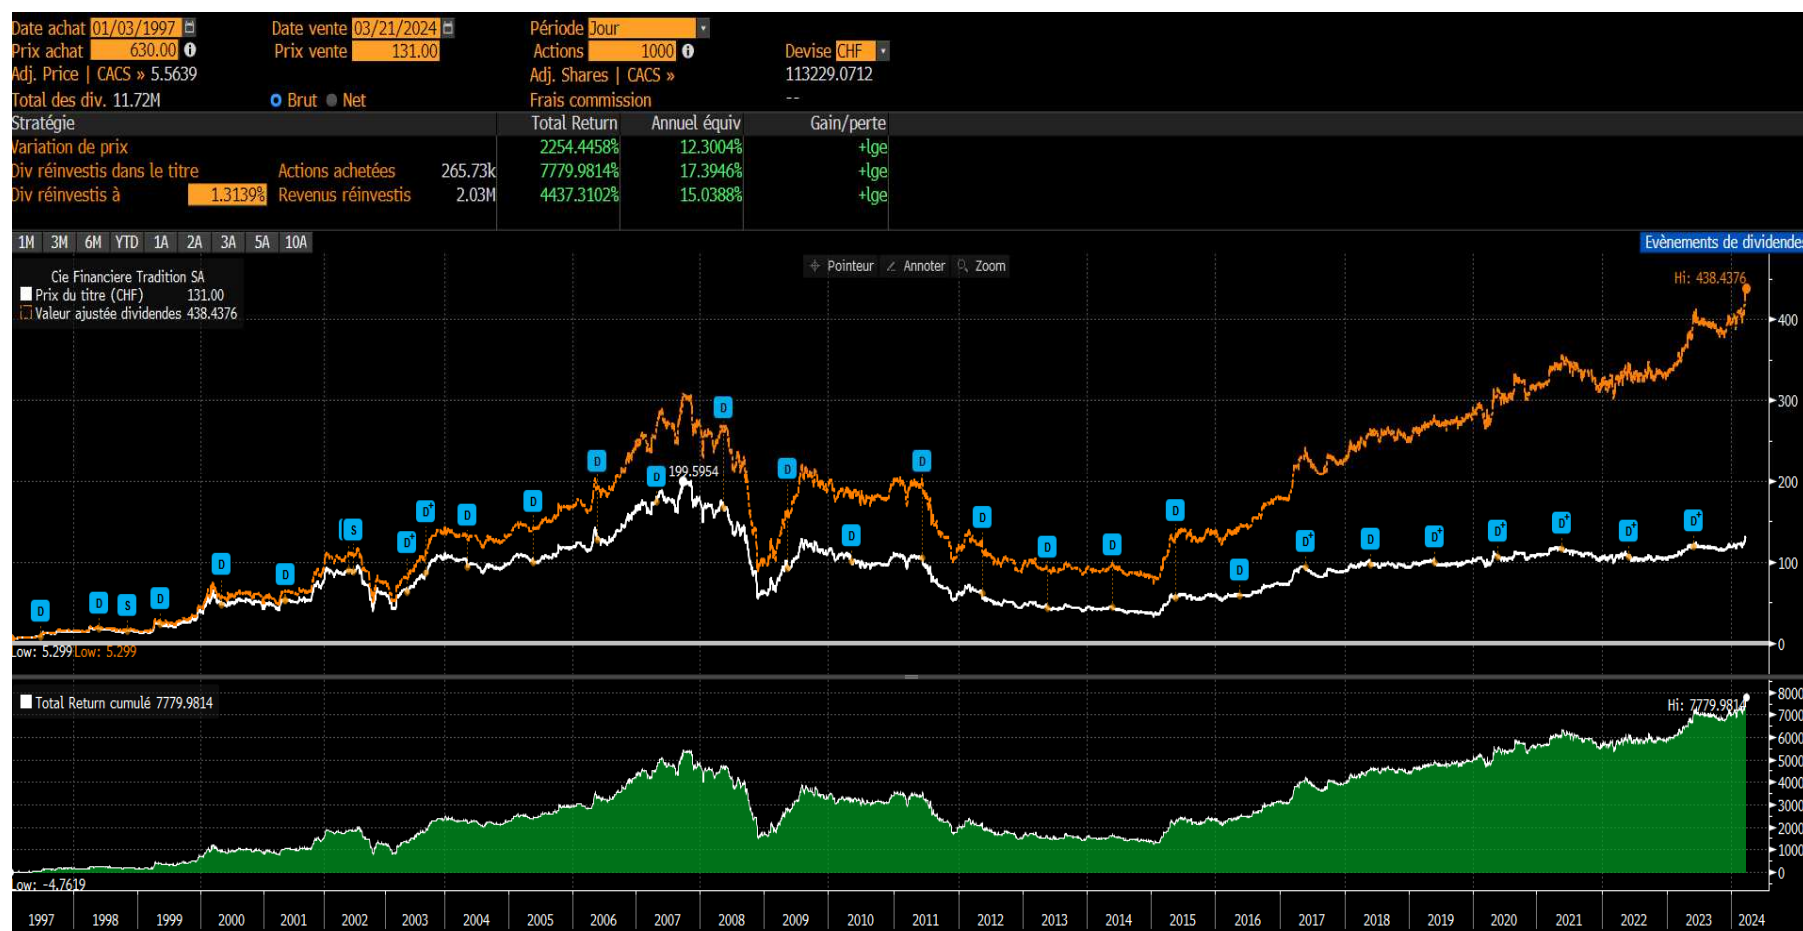 Date achat 01/03/1997 Date vente 03/21/2024 Période Jour
Prix achat 630.00 Prix vente 131.00 Actions 1000 Devise CHF
Adj. Price | CACS » 5.5639 Adj. Shares | CACS » 113229.0712
Total des div. 11.72M Brut Net Frais commission --
Stratégie Total Return Annuel équiv Gain/perte
Variation de prix 2254.4458% 12.3004% +lge
Div réinvestis dans le titre Actions achetées 265.73k 7779.9814% 17.3946% +lge
Div réinvestis à 1.3139% Revenus réinvestis 2.03M 4437.3102% 15.0388% +lge
1M 3M 6M YTD 1A 2A 3A 5A 10A Evènements de dividendes
Pointeur Annoter Zoom
Cie Financiere Tradition SA
Prix du titre (CHF) 131.00
Valeur ajustée dividendes 438.4376
Hi: 438.4376
400
300
D
D
199.5954
D D D D
200
D D D+ D D D
S D+ D D D+ D D+ D+ D+ D+ D+
100
D D D D D
D D S D
0
Low: 5.299 Low: 5.299
Total Return cumulé 7779.9814
Hi: 7779.9814
8000
7000
6000
5000
4000
3000
2000
1000
0
Low: -4.7619
1997 1998 1999 2000 2001 2002 2003 2004 2005 2006 2007 2008 2009 2010 2011 2012 2013 2014 2015 2016 2017 2018 2019 2020 2021 2022 2023 2024